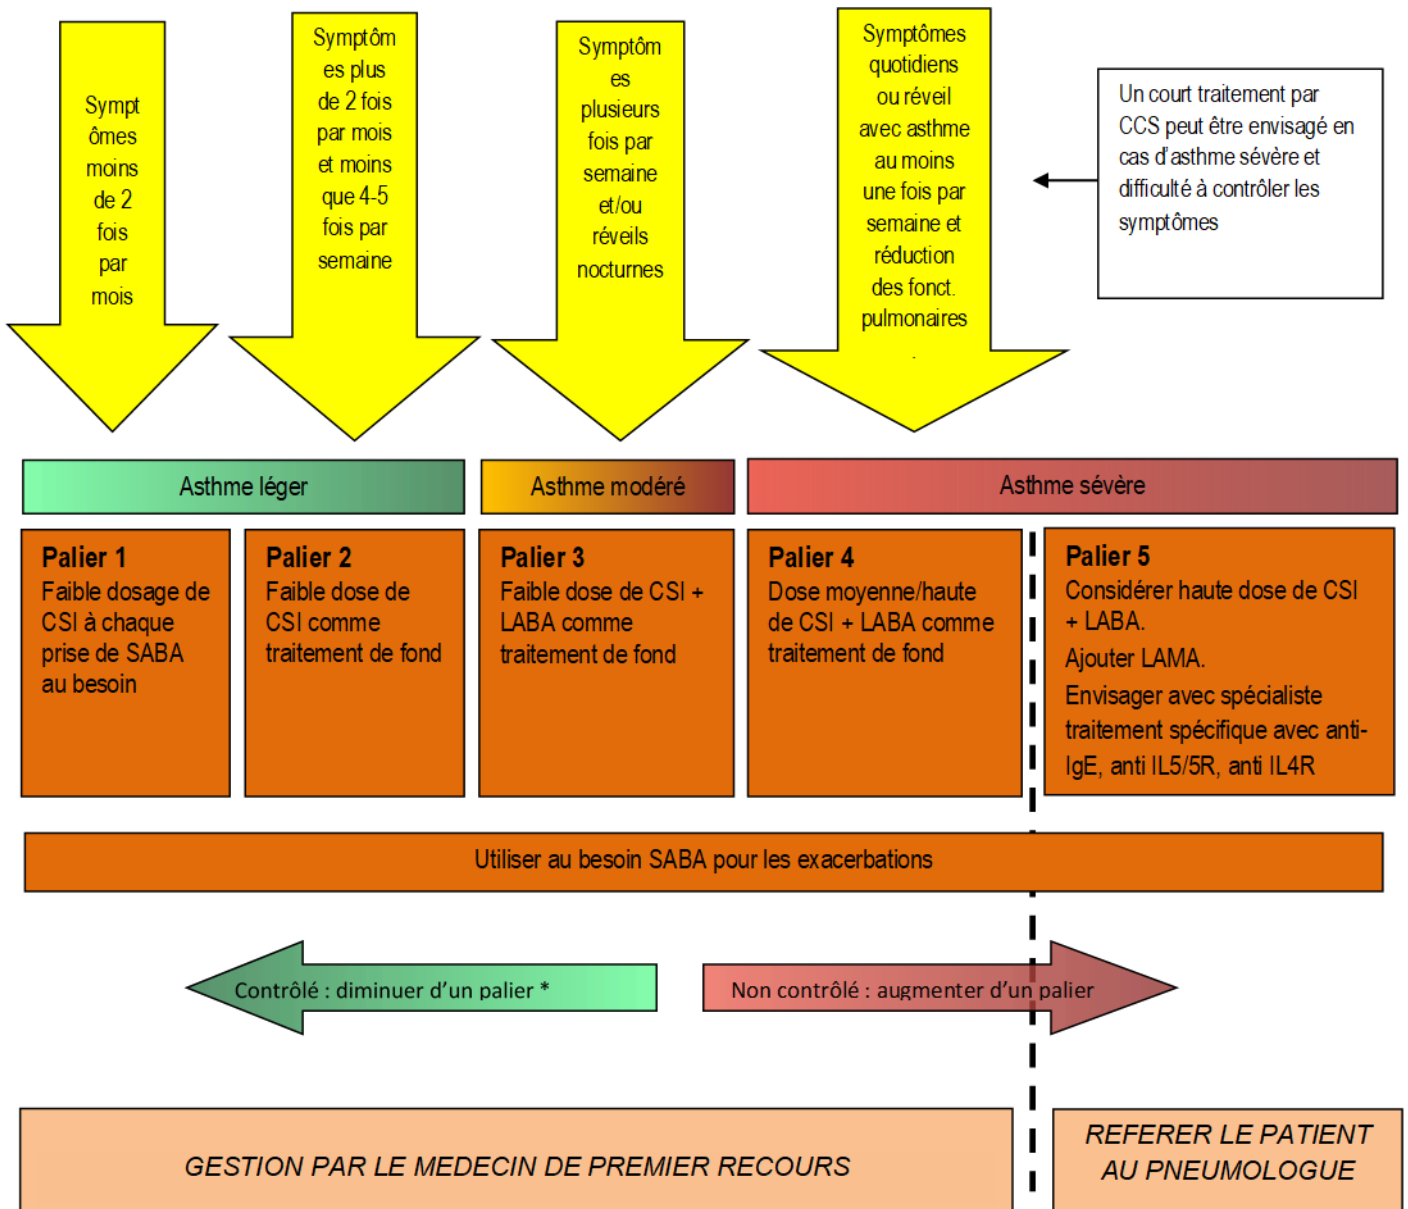 Sympt
ômes
moins
de 2
fois
par
mois
Symptôm
es plus
de 2 fois
par mois
et moins
que 4-5
fois par
semaine
Symptôm
es
plusieurs
fois par
semaine
et/ou
réveils
nocturnes
Symptômes
quotidiens
ou réveil
avec asthme
au moins
une fois par
semaine et
réduction
des fonct.
pulmonaires
.
Un court traitement par
CCS peut être envisagé en
cas d'asthme sévère et
difficulté à contrôler les
symptômes
Asthme léger
Asthme modéré
Asthme sévère
Palier 1
Faible dosage de
CSI à chaque
prise de SABA
au besoin
Palier 2
Faible dose de
CSI comme
traitement de fond
Palier 3
Faible dose de CSI +
LABA comme
traitement de fond
Palier 4
Dose moyenne/haute
de CSI + LABA comme
traitement de fond
Palier 5
Considérer haute dose de CSI
+ LABA.
Ajouter LAMA.
Envisager avec spécialiste
traitement spécifique avec anti-
IgE, anti IL5/5R, anti IL4R
Utiliser au besoin SABA pour les exacerbations
Contrôlé : diminuer d'un palier *
Non contrôlé : augmenter d'un palier
GESTION PAR LE MEDECIN DE PREMIER RECOURS
REFERER LE PATIENT
AU PNEUMOLOGUE